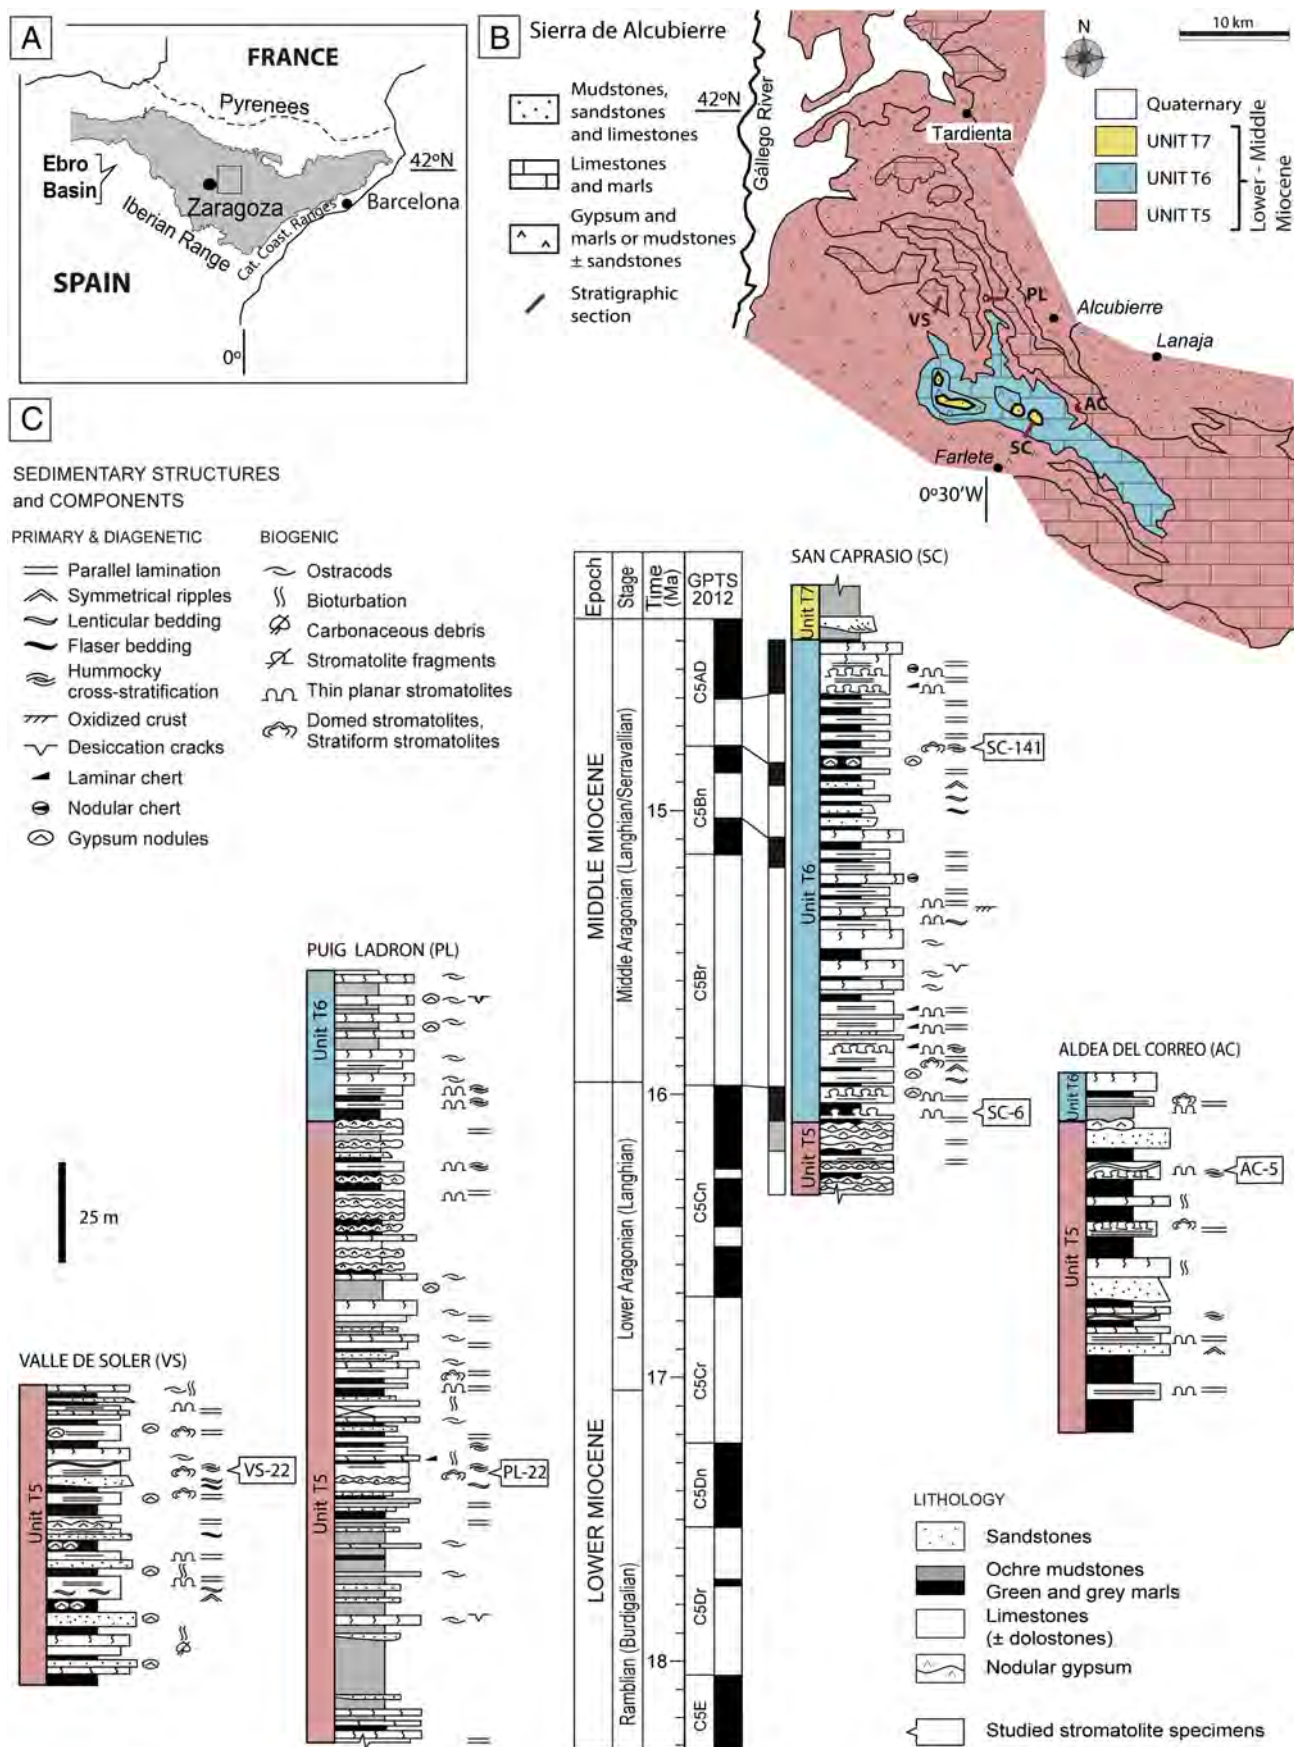 A
FRANCE
Pyrenees
Ebro
Basin
42ºN
Zaragoza
Barcelona
Iberian Range
Cat. Coast. Ranges
SPAIN
0º
B
Sierra de Alcubierre
Mudstones,
sandstones
and limestones
Limestones
and marls
Gypsum and
marls or mudstones
± sandstones
Stratigraphic
section
42ºN
Gállego River
10 km
N
Tardienta
Quaternary
UNIT T7
UNIT T6
UNIT T5
Lower - Middle
Miocene
PL
VS
Alcubierre
Lanaja
AC
SC
Farlete
0º30'W
C
SEDIMENTARY STRUCTURES
and COMPONENTS
PRIMARY & DIAGENETIC
Parallel lamination
Symmetrical ripples
Lenticular bedding
Flaser bedding
Hummocky
cross-stratification
Oxidized crust
Desiccation cracks
Laminar chert
Nodular chert
Gypsum nodules
BIOGENIC
Ostracods
Bioturbation
Carbonaceous debris
Stromatolite fragments
Thin planar stromatolites
Domed stromatolites,
Stratiform stromatolites
25 m
VALLE DE SOLER (VS)
Unit T5
VS-22
PUIG LADRON (PL)
Unit T6
Unit T5
PL-22
Epoch
Stage
Time
(Ma)
GPTS
2012
MIDDLE MIOCENE
LOWER MIOCENE
Middle Aragonian (Langhian/Serravallian)
Lower Aragonian (Langhian)
Ramblian (Burdigalian)
15
16
17
18
C5AD
C5Bn
C5Br
C5Cn
C5Cr
C5Dn
C5Dr
C5E
SAN CAPRASIO (SC)
Unit T7
Unit T6
Unit T5
SC-141
SC-6
ALDEA DEL CORREO (AC)
Unit T6
Unit T5
AC-5
LITHOLOGY
Sandstones
Ochre mudstones
Green and grey marls
Limestones
(± dolostones)
Nodular gypsum
Studied stromatolite specimens